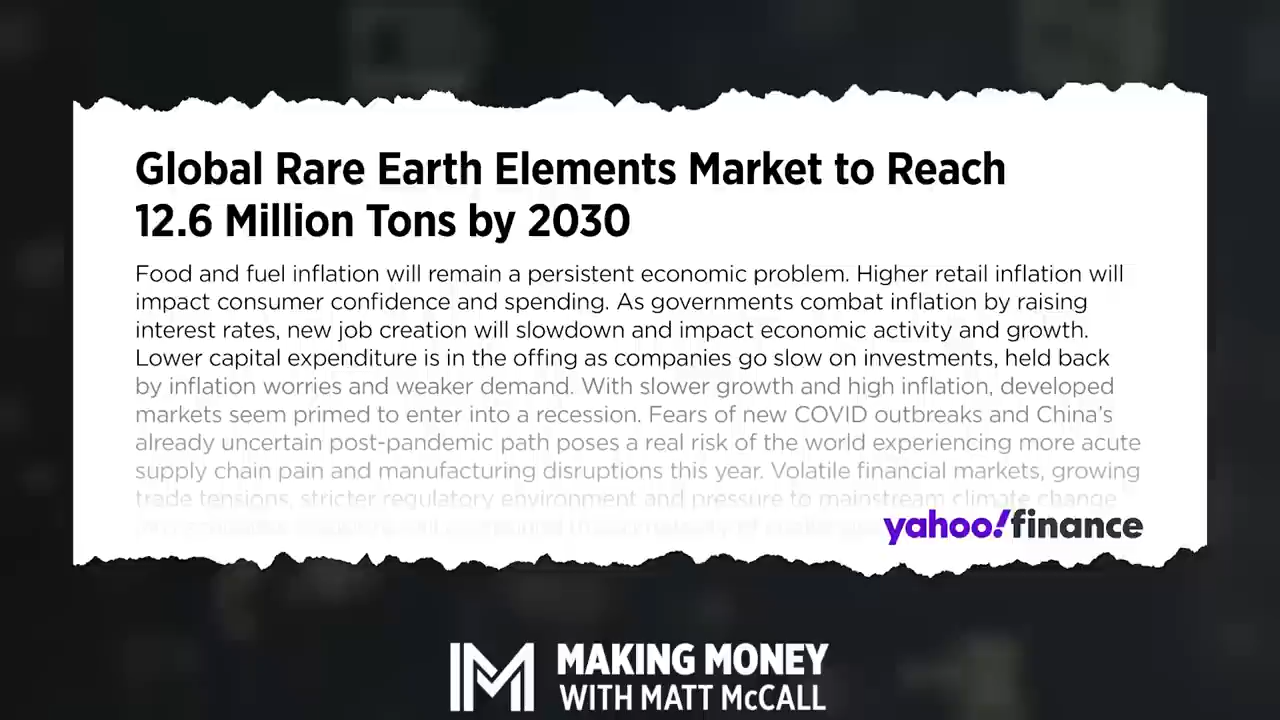 Global Rare Earth Elements Market to Reach
12.6 Million Tons by 2030
Food and fuel inflation will remain a persistent economic problem. Higher retail inflation will
impact consumer confidence and spending. As governments combat inflation by raising
interest rates, new job creation will slowdown and impact economic activity and growth.
Lower capital expenditure is in the offing as companies go slow on investments, held back
by inflation worries and weaker demand. With slower growth and high inflation, developed
markets seem primed to enter into a recession. Fears of new COVID outbreaks and China's
already uncertain post-pandemic path poses a real risk of the world experiencing more acute
supply chain pain and manufacturing disruptions this year. Volatile financial markets, growing
trade tensions, stricter regulatory environment and pressure to mainstream climate change
yahoo!finance
MAKING MONEY
WITH MATT McCALL